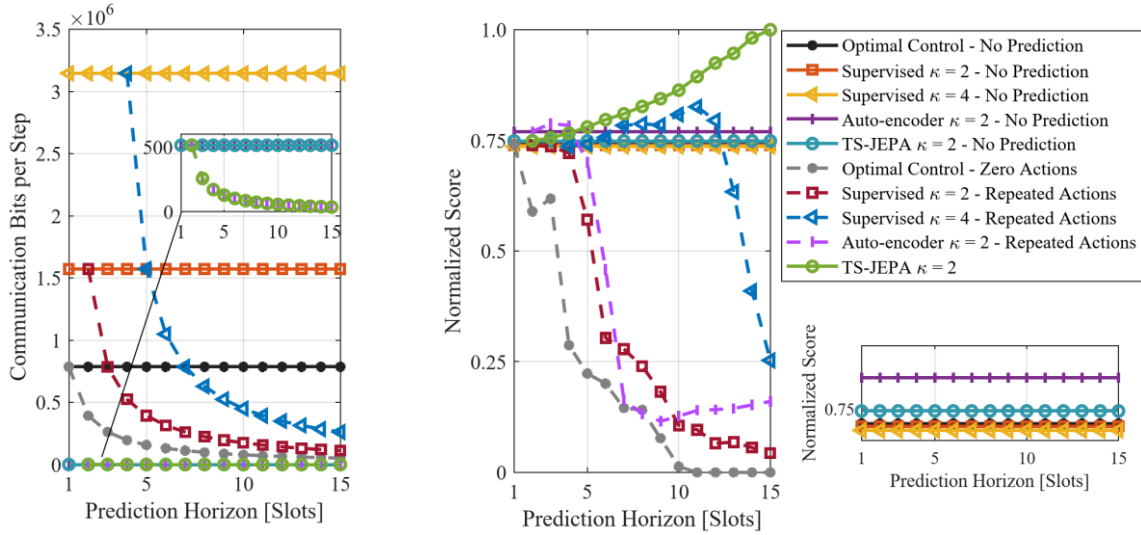 ×10⁶
3.5
3
2.5
2
1.5
1
0.5
0
1 5 10 15
Communication Bits per Step
Prediction Horizon [Slots]
500
0
1 5 10 15
1
0.75
0.5
0.25
0
1 5 10 15
Normalized Score
Prediction Horizon [Slots]
Optimal Control - No Prediction
Supervised κ = 2 - No Prediction
Supervised κ = 4 - No Prediction
Auto-encoder κ = 2 - No Prediction
TS-JEPA κ = 2 - No Prediction
Optimal Control - Zero Actions
Supervised κ = 2 - Repeated Actions
Supervised κ = 4 - Repeated Actions
Auto-encoder κ = 2 - Repeated Actions
TS-JEPA κ = 2
Normalized Score
0.75
1 5 10 15
Prediction Horizon [Slots]